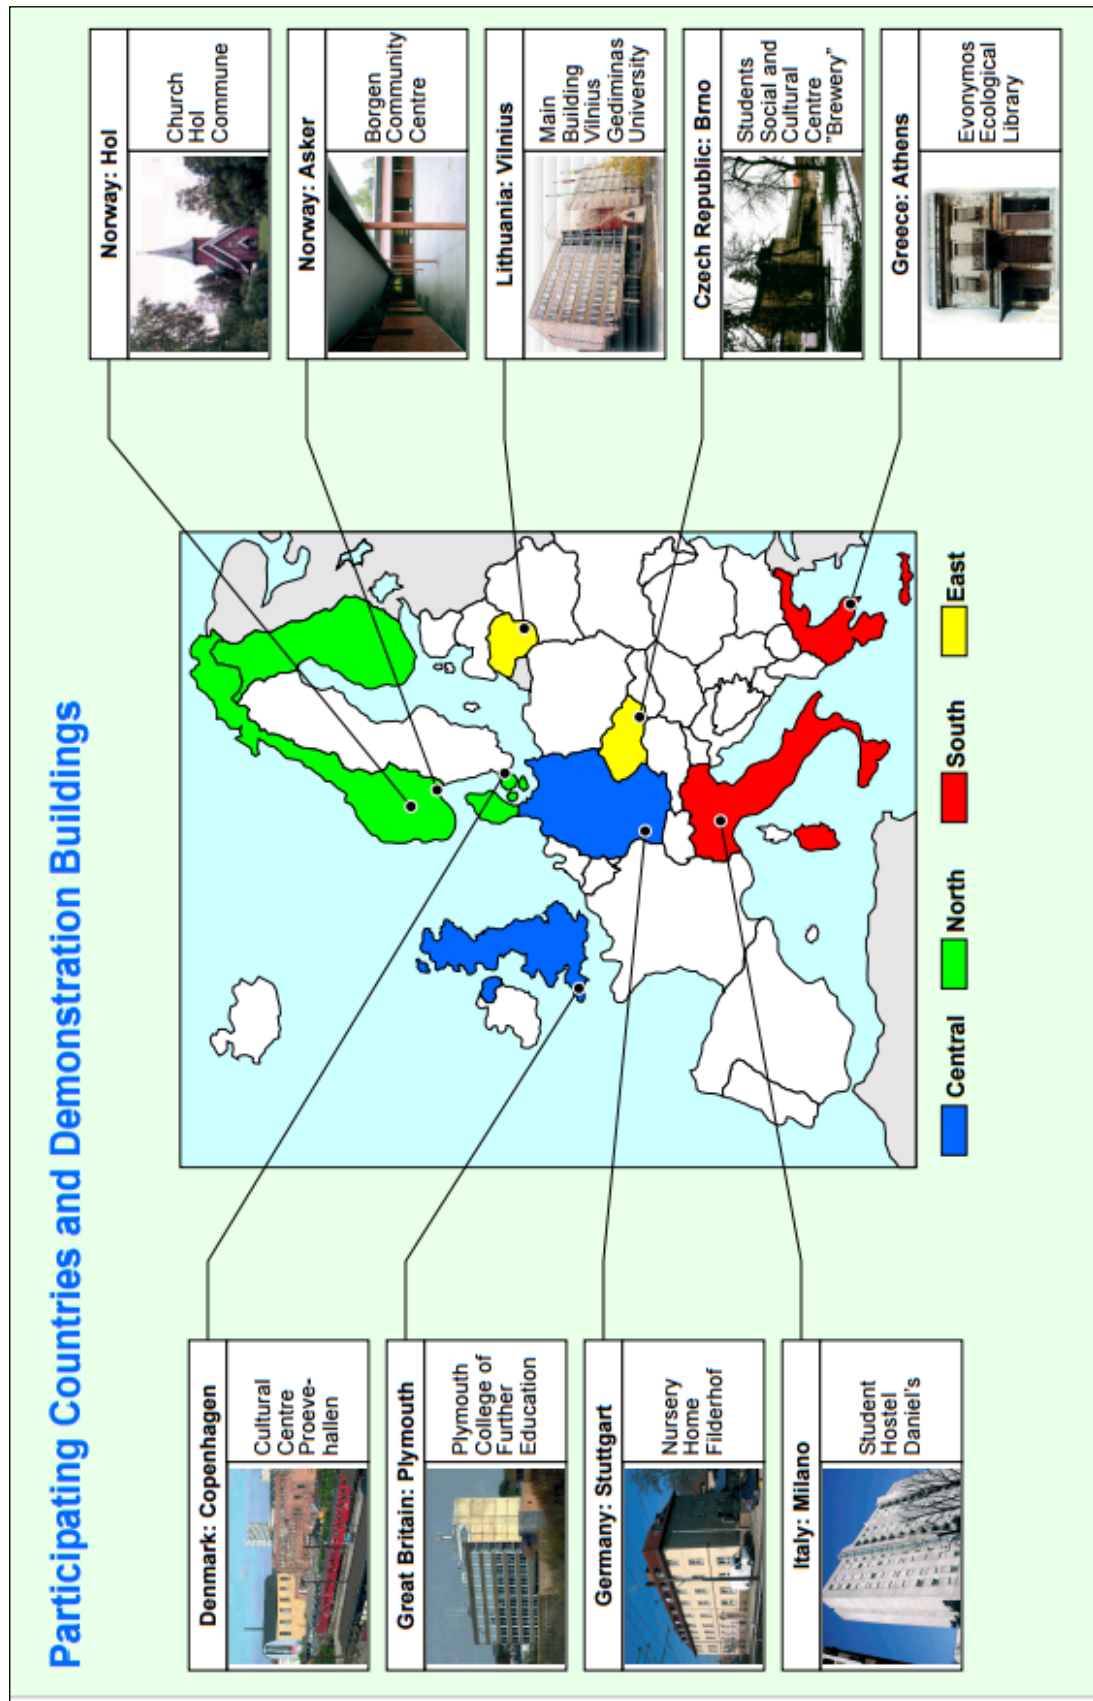 Participating Countries and Demonstration Buildings
Denmark: Copenhagen
Cultural
Centre
Proeve-
hallen
Great Britain: Plymouth
Plymouth
College of
Further
Education
Germany: Stuttgart
Nursery
Home
Filderhof
Italy: Milano
Student
Hostel
Daniel's
Norway: Hol
Church
Hol
Commune
Norway: Asker
Borgen
Community
Centre
Lithuania: Vilnius
Main
Building
Vilnius
Gediminas
University
Czech Republic: Brno
Students
Social and
Cultural
Centre
"Brewery"
Greece: Athens
Evonymos
Ecological
Library
Central
North
South
East